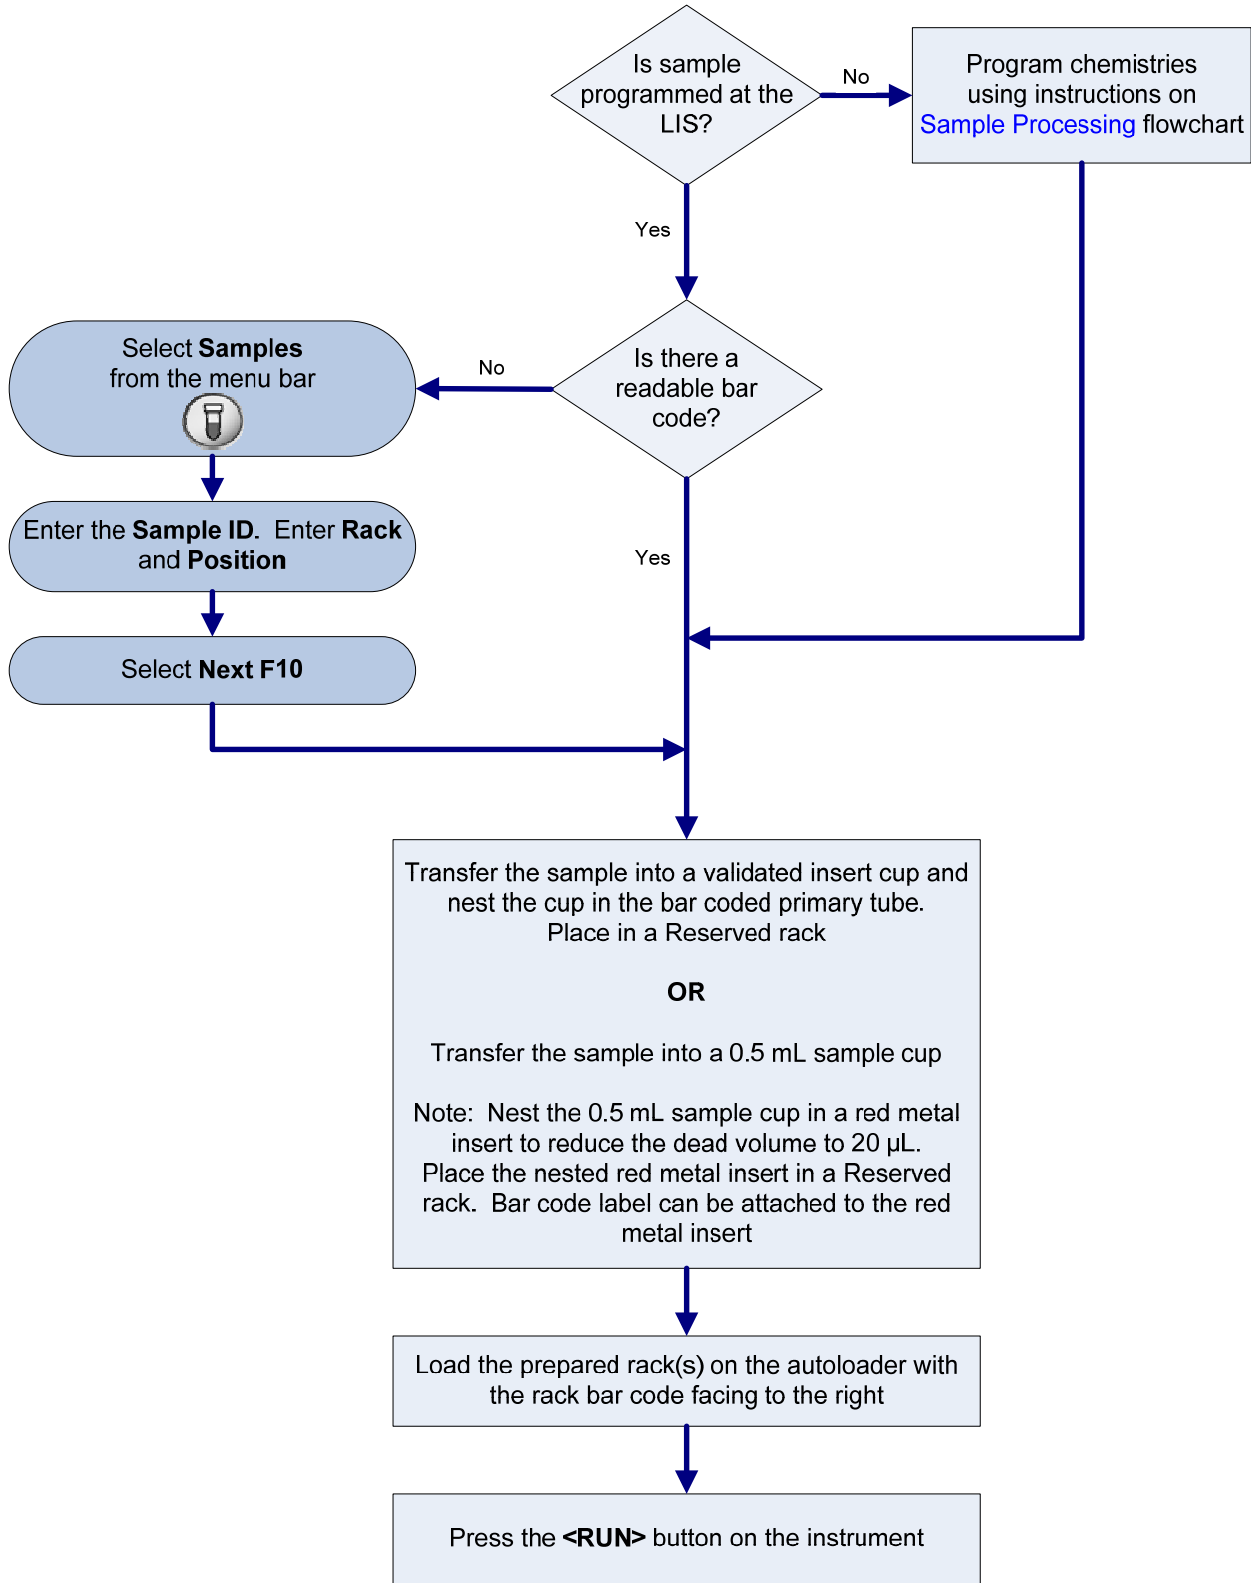 Is sample
programmed at the
LIS?
No
Program chemistries
using instructions on
Sample Processing flowchart
Yes
Select Samples
from the menu bar
No
Is there a
readable bar
code?
Enter the Sample ID.  Enter Rack
and Position
Yes
Select Next F10
Transfer the sample into a validated insert cup and
nest the cup in the bar coded primary tube.
Place in a Reserved rack
OR
Transfer the sample into a 0.5 mL sample cup
Note:  Nest the 0.5 mL sample cup in a red metal
insert to reduce the dead volume to 20 µL.
Place the nested red metal insert in a Reserved
rack.  Bar code label can be attached to the red
metal insert
Load the prepared rack(s) on the autoloader with
the rack bar code facing to the right
Press the <RUN> button on the instrument